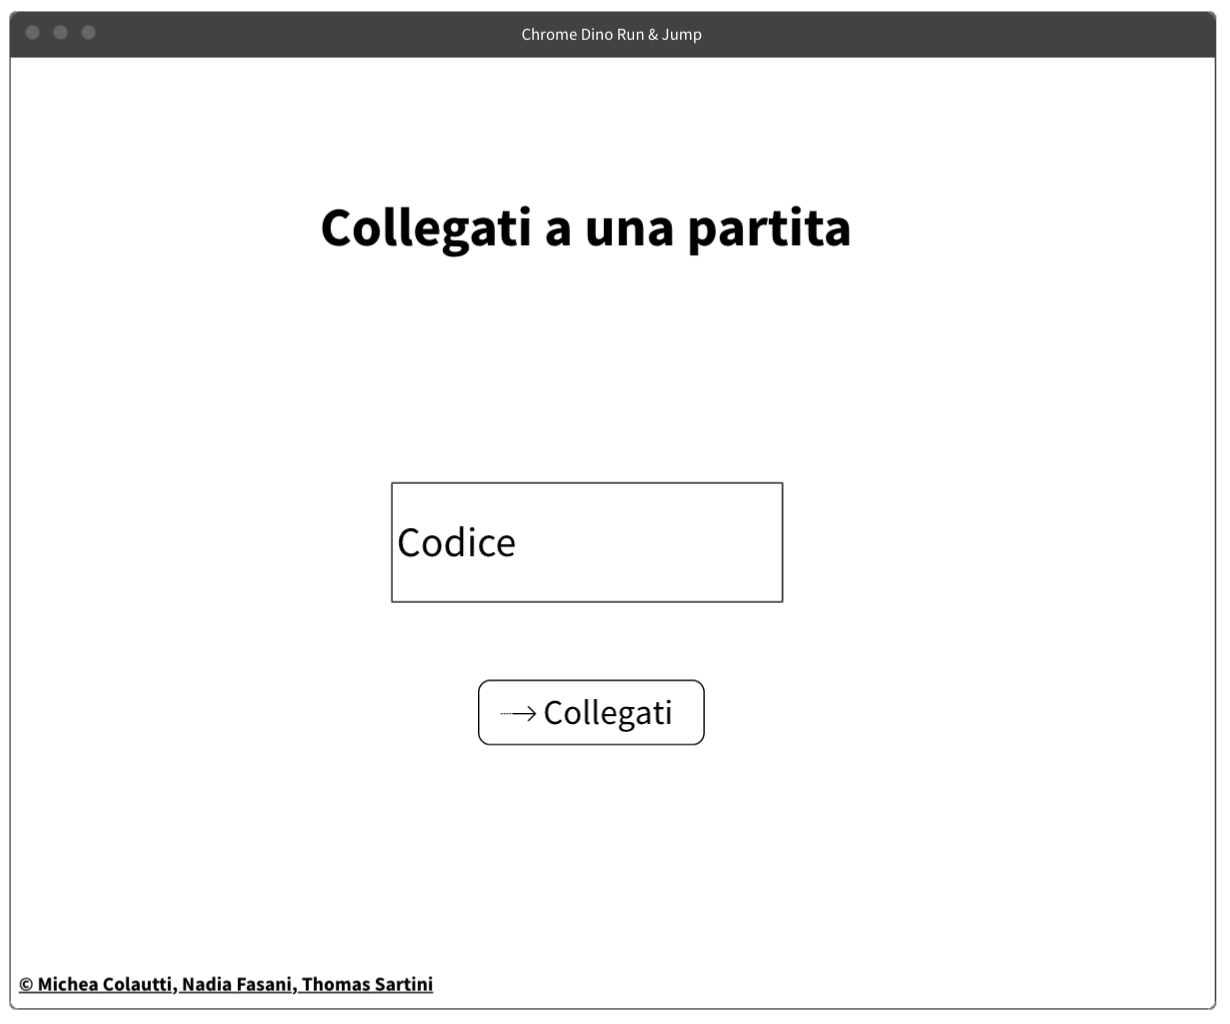 Chrome Dino Run & Jump
Collegati a una partita
Codice
Collegati
© Michea Colautti, Nadia Fasani, Thomas Sartini